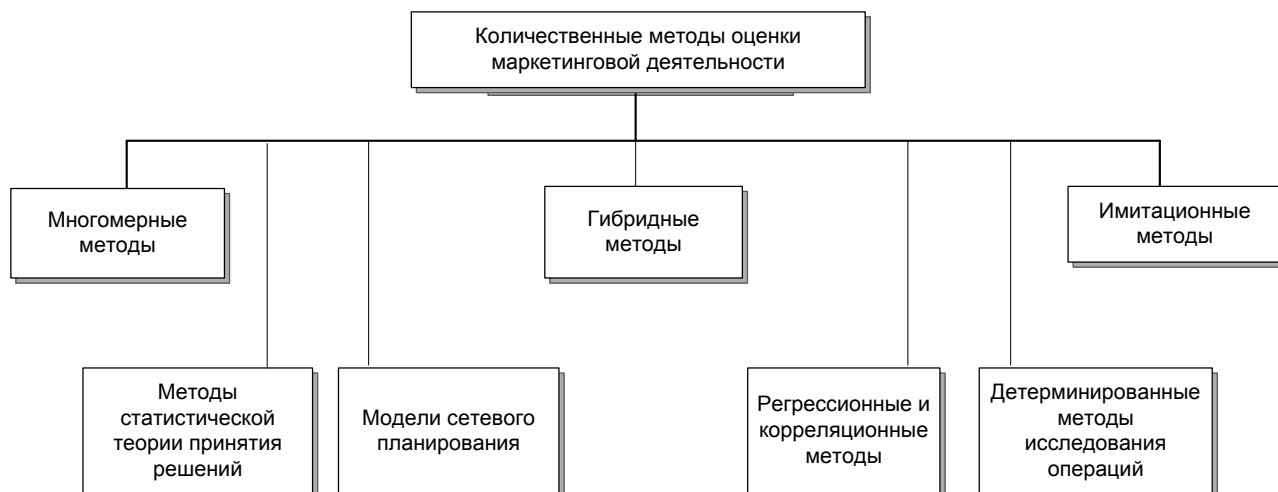 Количественные методы оценки
маркетинговой деятельности
Многомерные
методы
Гибридные
методы
Имитационные
методы
Методы
статистической
теории принятия
решений
Модели сетевого
планирования
Регрессионные и
корреляционные
методы
Детерминированные
методы
исследования
операций